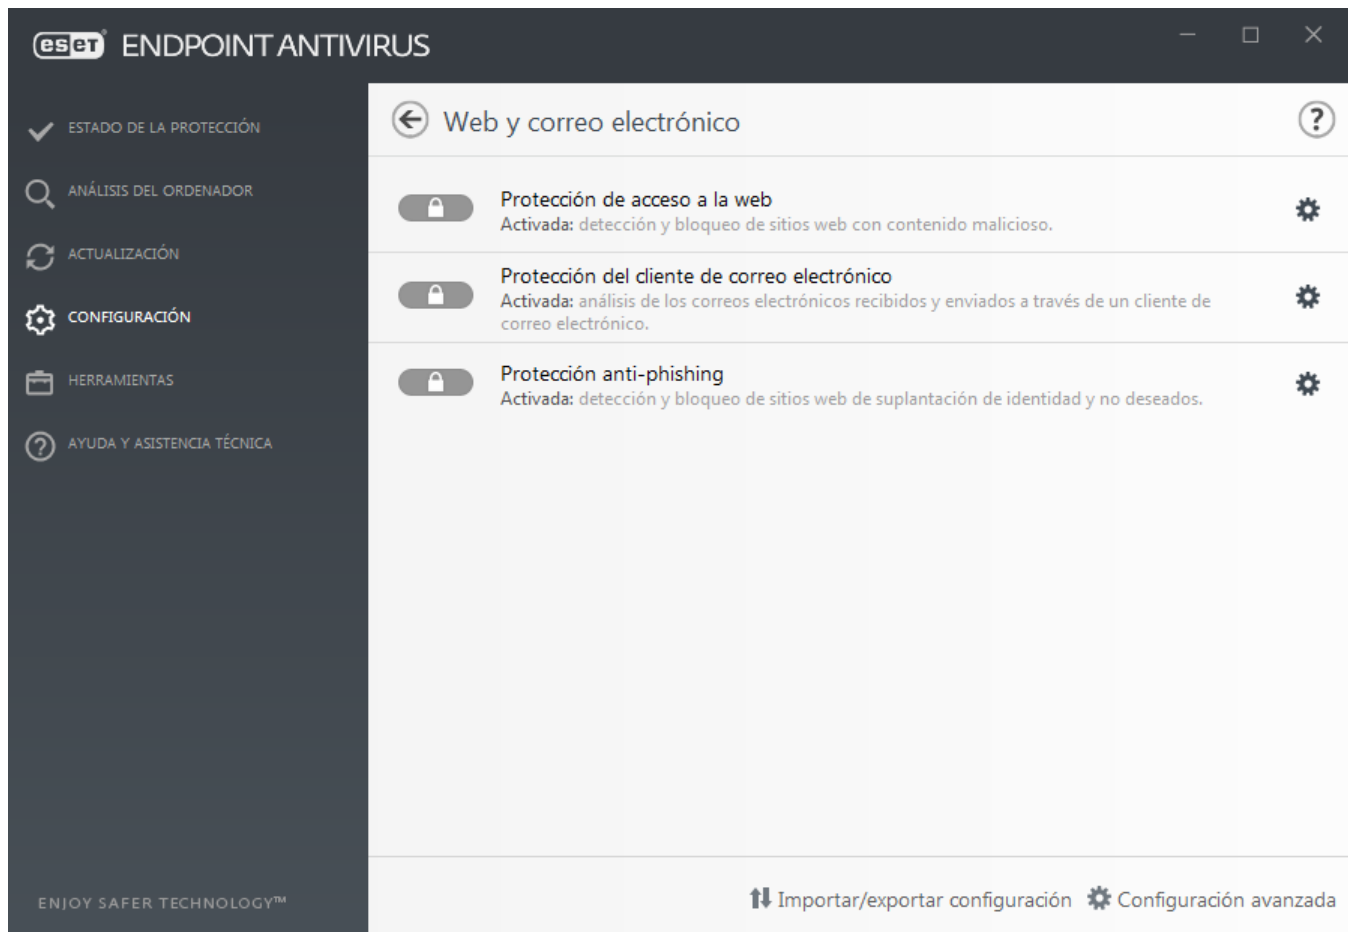 eset ENDPOINT ANTIVIRUS
ESTADO DE LA PROTECCIÓN
ANÁLISIS DEL ORDENADOR
ACTUALIZACIÓN
CONFIGURACIÓN
HERRAMIENTAS
AYUDA Y ASISTENCIA TÉCNICA
ENJOY SAFER TECHNOLOGY™
Web y correo electrónico
?
Protección de acceso a la web
Activada: detección y bloqueo de sitios web con contenido malicioso.
Protección del cliente de correo electrónico
Activada: análisis de los correos electrónicos recibidos y enviados a través de un cliente de
correo electrónico.
Protección anti-phishing
Activada: detección y bloqueo de sitios web de suplantación de identidad y no deseados.
Importar/exportar configuración Configuración avanzada